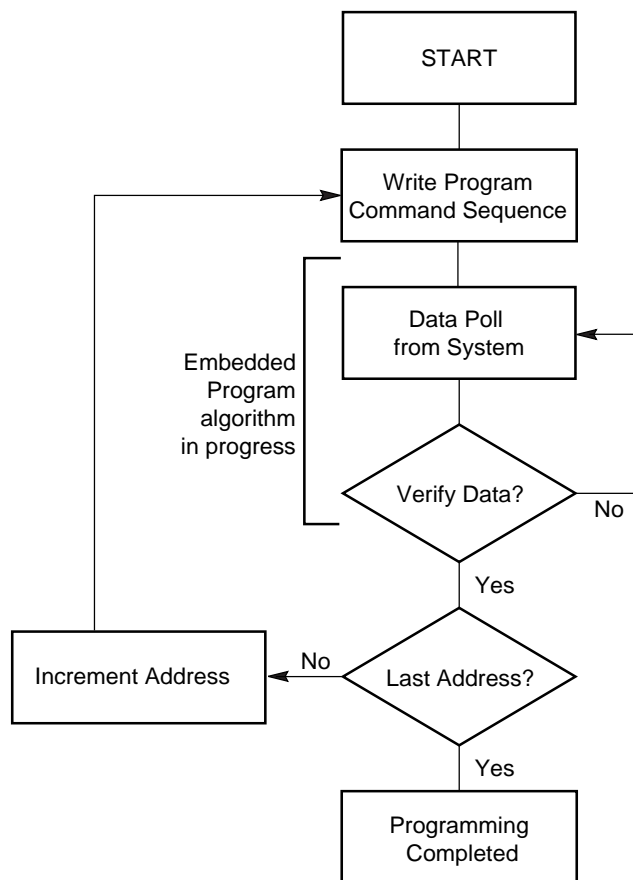 START
Write Program
Command Sequence
Data Poll
from System
Embedded
Program
algorithm
in progress
Verify Data?
No
Yes
No
Increment Address
Last Address?
Yes
Programming
Completed